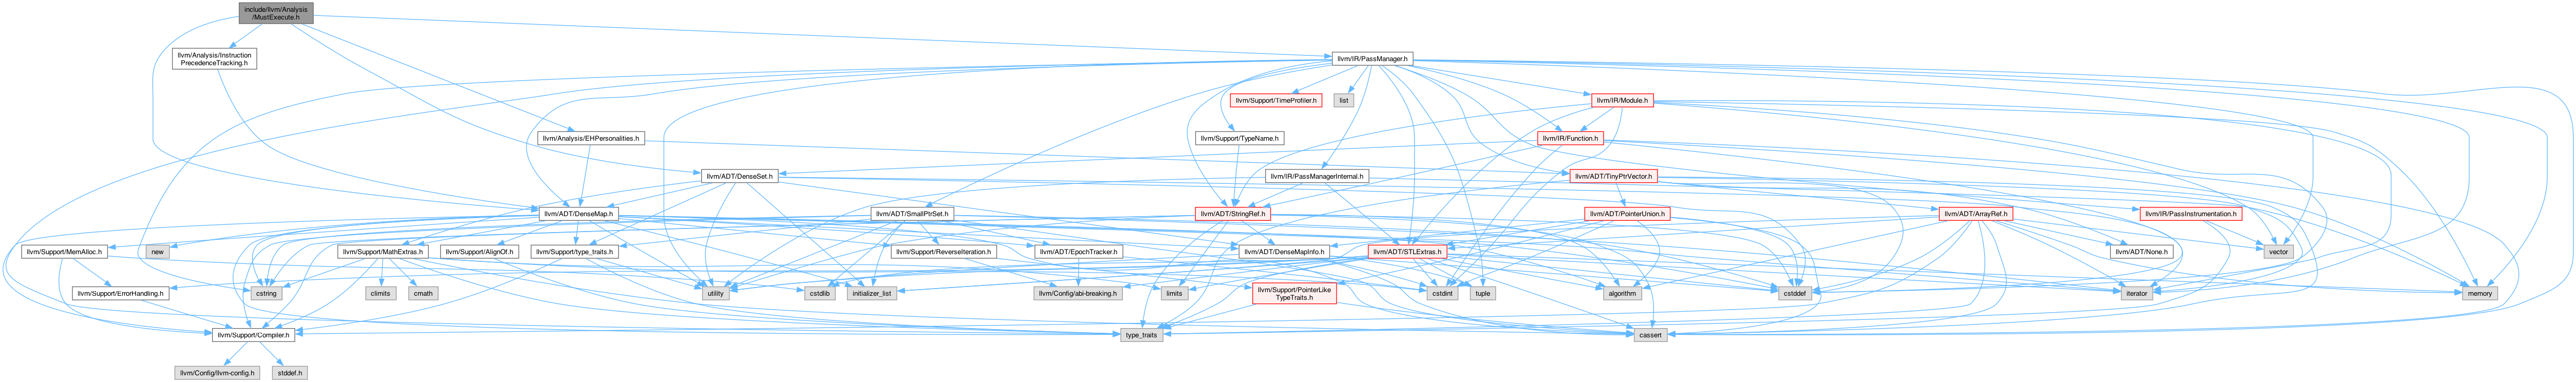 include/llvm/Analysis
/MustExecute.h
llvm/Analysis/Instruction
PrecedenceTracking.h
llvm/IR/PassManager.h
llvm/Support/TimeProfiler.h
list
llvm/IR/Module.h
llvm/Analysis/EHPersonalities.h
llvm/Support/TypeName.h
llvm/IR/Function.h
llvm/ADT/DenseSet.h
llvm/IR/PassManagerInternal.h
llvm/ADT/TinyPtrVector.h
llvm/ADT/DenseMap.h
llvm/ADT/SmallPtrSet.h
llvm/ADT/StringRef.h
llvm/ADT/PointerUnion.h
llvm/ADT/ArrayRef.h
llvm/IR/PassInstrumentation.h
llvm/Support/MemAlloc.h
new
llvm/Support/MathExtras.h
llvm/Support/AlignOf.h
llvm/Support/type_traits.h
llvm/Support/ReverseIteration.h
llvm/ADT/EpochTracker.h
llvm/ADT/DenseMapInfo.h
llvm/ADT/STLExtras.h
llvm/ADT/None.h
vector
llvm/Support/ErrorHandling.h
cstring
climits
cmath
utility
cstdlib
initializer_list
llvm/Config/abi-breaking.h
limits
llvm/Support/PointerLike
TypeTraits.h
cstdint
tuple
algorithm
cstddef
iterator
memory
llvm/Support/Compiler.h
type_traits
cassert
llvm/Config/llvm-config.h
stddef.h